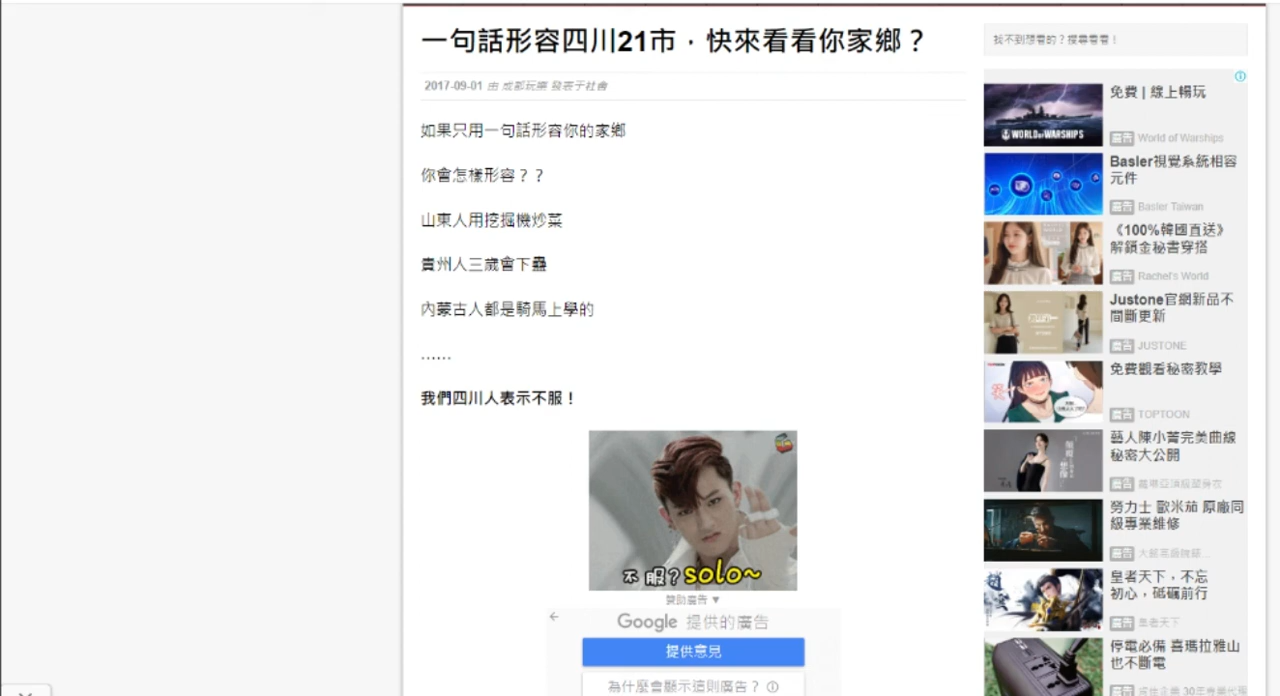 一句話形容四川21市，快來看看你家鄉？
2017-09-01 由 成都玩樂 發表于社會
如果只用一句話形容你的家鄉
你會怎樣形容？？
山東人用挖掘機炒菜
貴州人三歲會下蠱
內蒙古人都是騎馬上學的
......
我們四川人表示不服！
不服？solo~
贊助廣告 ▼
Google 提供的廣告
提供意見
為什麼會顯示這則廣告？
找不到想看的？搜尋看看！
免費 | 線上暢玩
WORLD OF WARSHIPS
廣告 World of Warships
Basler視覺系統相容
元件
廣告 Basler Taiwan
《100%韓國直送》
解鎖金秘書穿搭
廣告 Rachel's World
Justone官網新品不
間斷更新
廣告 JUSTONE
免費觀看秘密教學
廣告 TOPTOON
藝人陳小菁完美曲線
秘密大公開
廣告
勞力士 歐米茄 原廠同
級專業維修
廣告
皇者天下，不忘
初心，砥礪前行
廣告 皇者天下
停電必備 喜瑪拉雅山
也不斷電
廣告